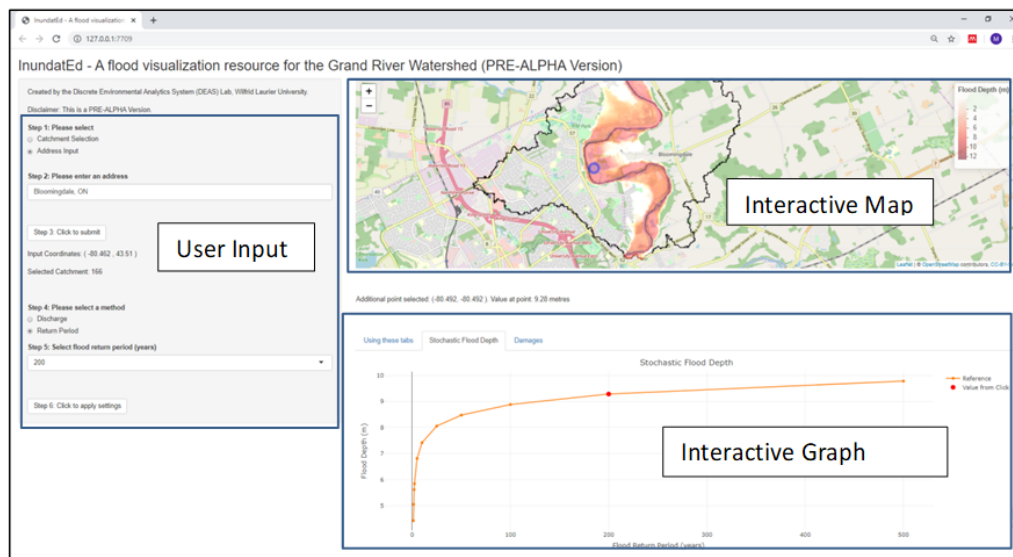 InundatEd - A flood visualization
127.0.0.1:7709
InundatEd - A flood visualization resource for the Grand River Watershed (PRE-ALPHA Version)
Created by the Discrete Environmental Analytics System (DEAS) Lab, Wilfrid Laurier University.
Disclaimer: This is a PRE-ALPHA Version.
Step 1: Please select
Catchment Selection
Address Input
Step 2: Please enter an address
Bloomingdale, ON
Step 3: Click to submit
User Input
Input Coordinates: ( -80.462 , 43.51 )
Selected Catchment: 166
Step 4: Please select a method
Discharge
Return Period
Step 5: Select flood return period (years)
200
Step 6: Click to apply settings
+
−
Bloomingdale
Flood Depth (m)
2
4
6
8
10
12
Interactive Map
Leaflet | © OpenStreetMap contributors, CC-BY-
Additional point selected: (-80.492, -80.492 ). Value at point: 9.28 metres
Using these tabs Stochastic Flood Depth Damages
Stochastic Flood Depth
Reference
Value from Click
Flood Depth (m)
10
9
8
7
6
5
Interactive Graph
0 100 200 300 400 500
Flood Return Period (years)